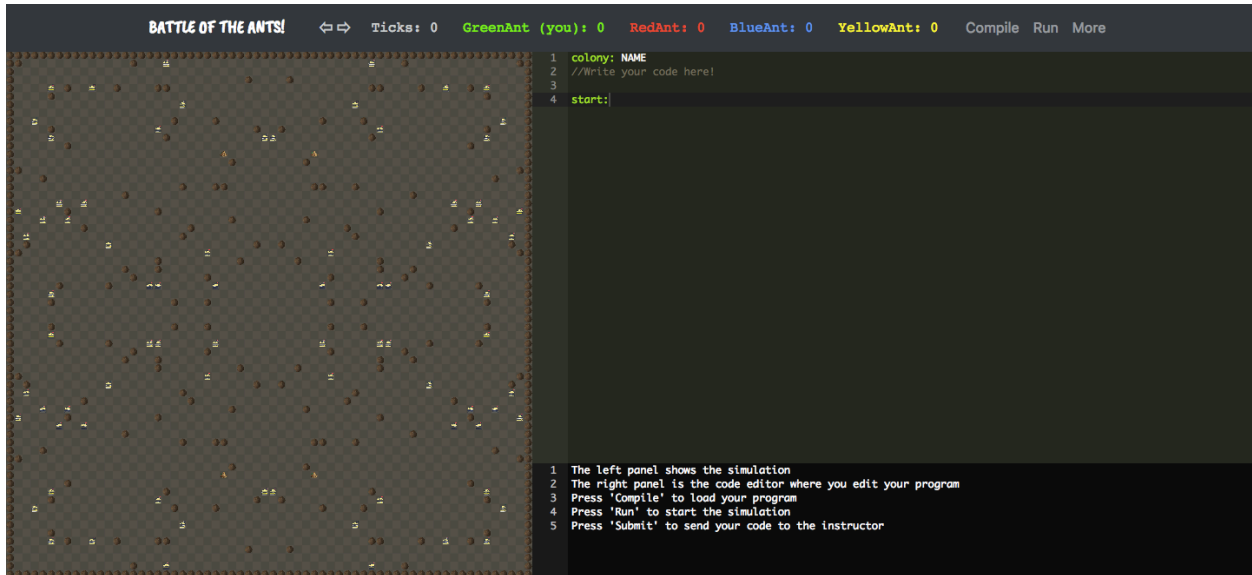 BATTLE OF THE ANTS! ⇦⇨ Ticks: 0 GreenAnt (you): 0 RedAnt: 0 BlueAnt: 0 YellowAnt: 0 Compile Run More
1 colony: NAME
2 //Write your code here!
3
4 start:
1 The left panel shows the simulation
2 The right panel is the code editor where you edit your program
3 Press 'Compile' to load your program
4 Press 'Run' to start the simulation
5 Press 'Submit' to send your code to the instructor